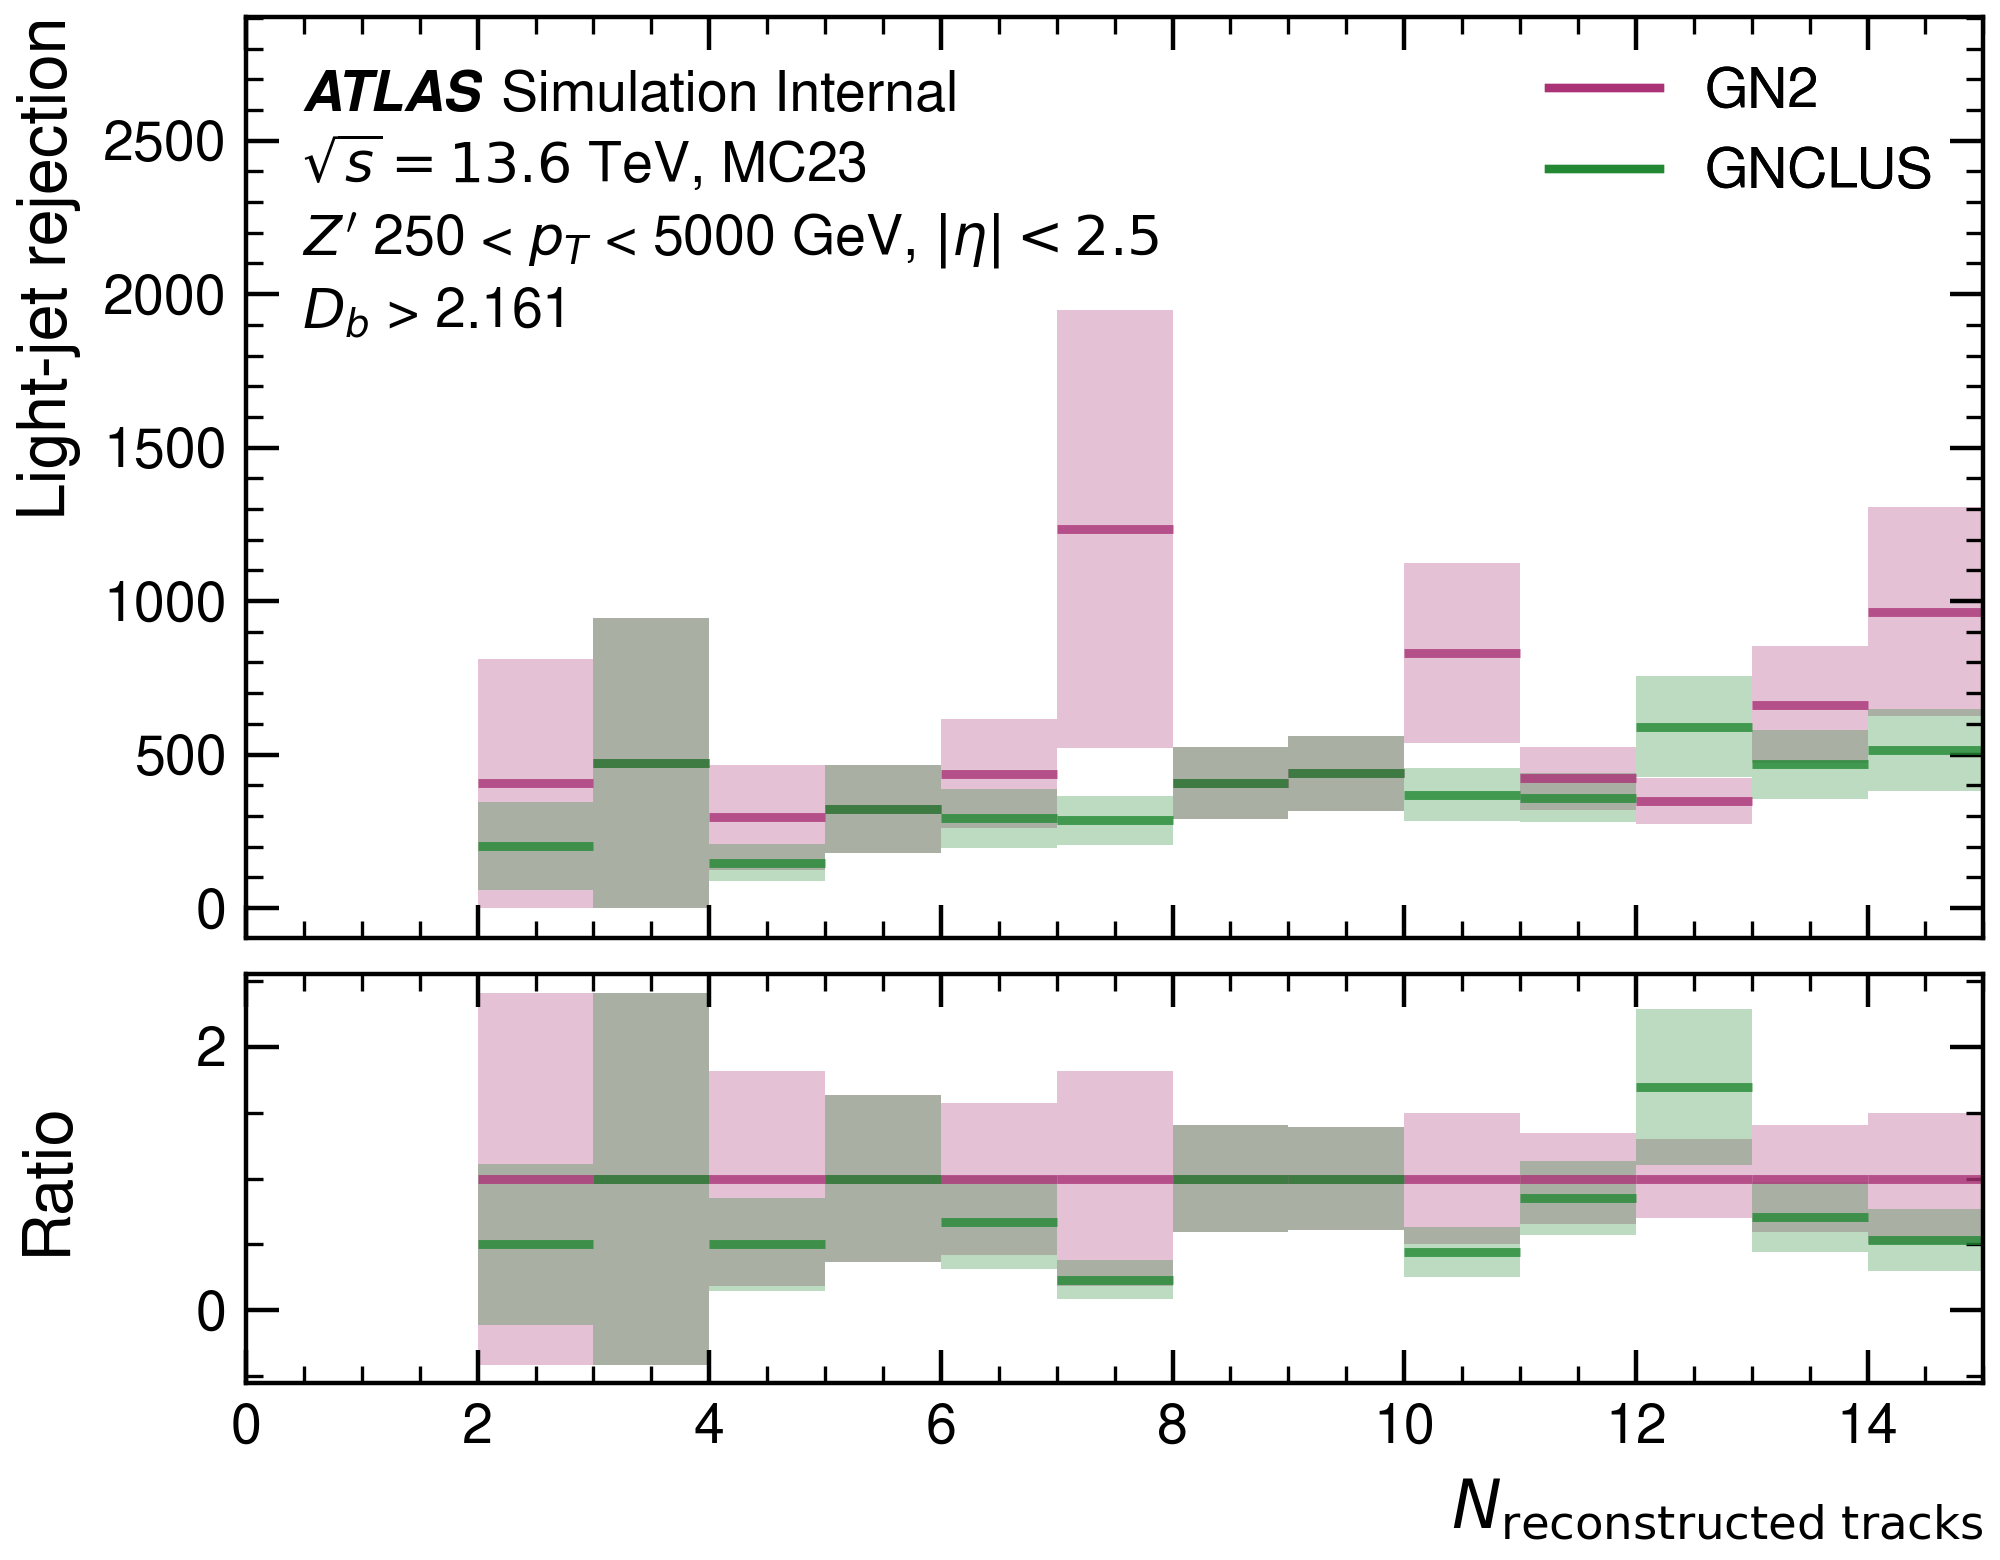 Light-jet rejection
ATLAS Simulation Internal
√s = 13.6 TeV, MC23
Z′ 250 < p_T < 5000 GeV, |η| < 2.5
D_b > 2.161
GN2
GNCLUS
2500
2000
1500
1000
500
0
Ratio
2
0
0 2 4 6 8 10 12 14
N_reconstructed tracks